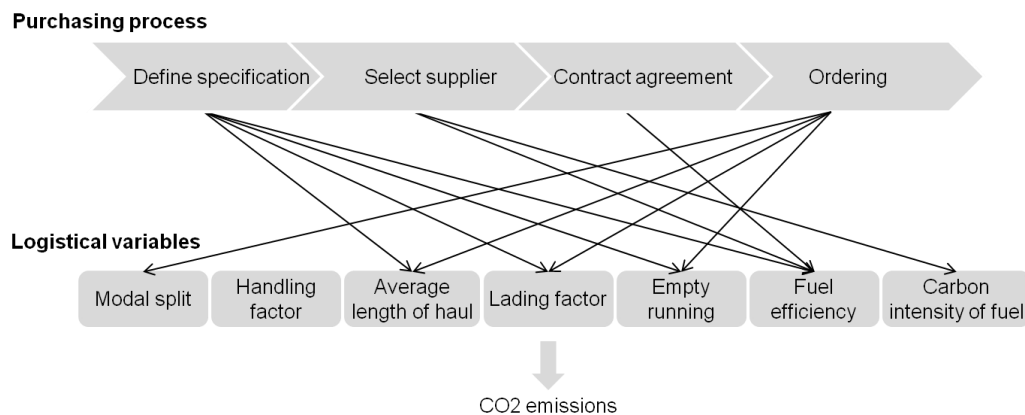 Purchasing process
Define specification
Select supplier
Contract agreement
Ordering
Logistical variables
Modal split
Handling
factor
Average
length of haul
Lading factor
Empty
running
Fuel
efficiency
Carbon
intensity of fuel
CO2 emissions